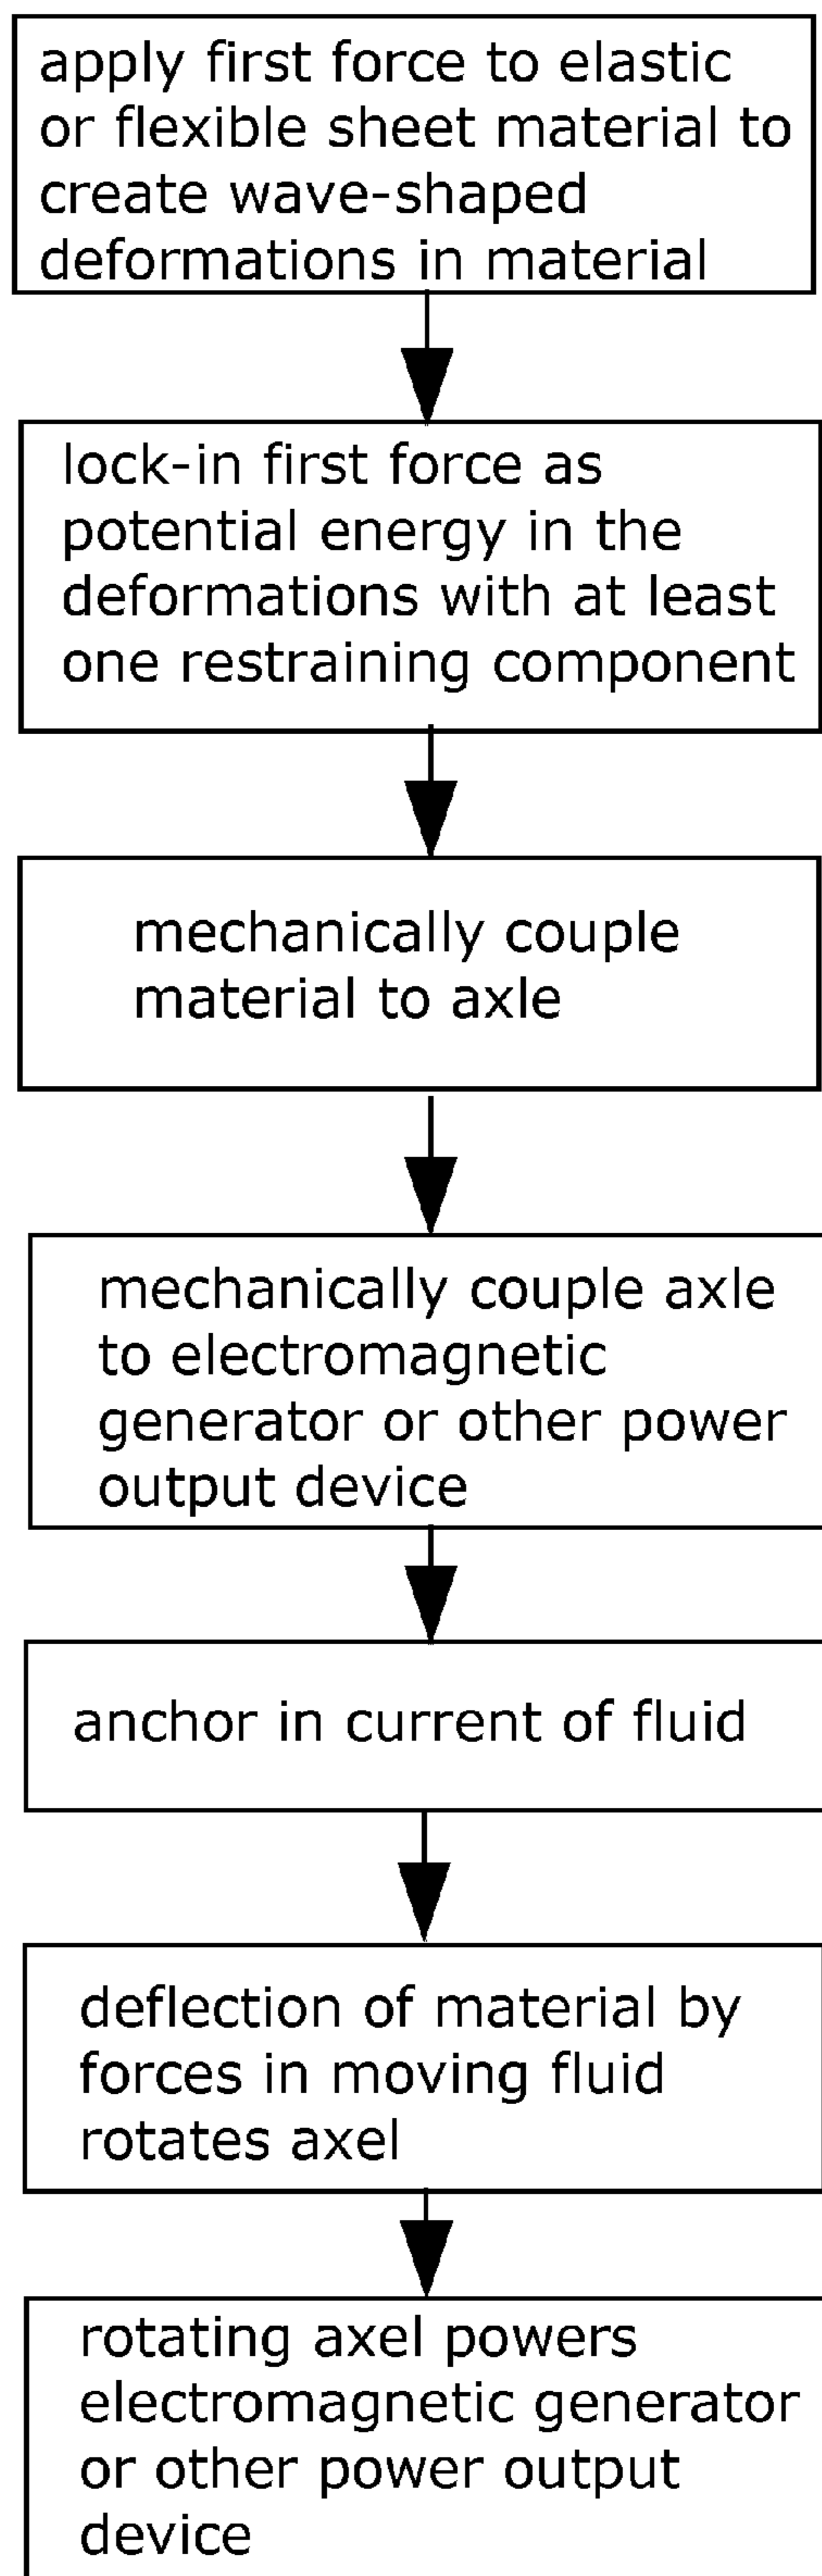 apply first force to elastic
or flexible sheet material to
create wave-shaped
deformations in material
lock-in first force as
potential energy in the
deformations with at least
one restraining component
mechanically couple
material to axle
mechanically couple axle
to electromagnetic
generator or other power
output device
anchor in current of fluid
deflection of material by
forces in moving fluid
rotates axel
rotating axel powers
electromagnetic generator
or other power output
device